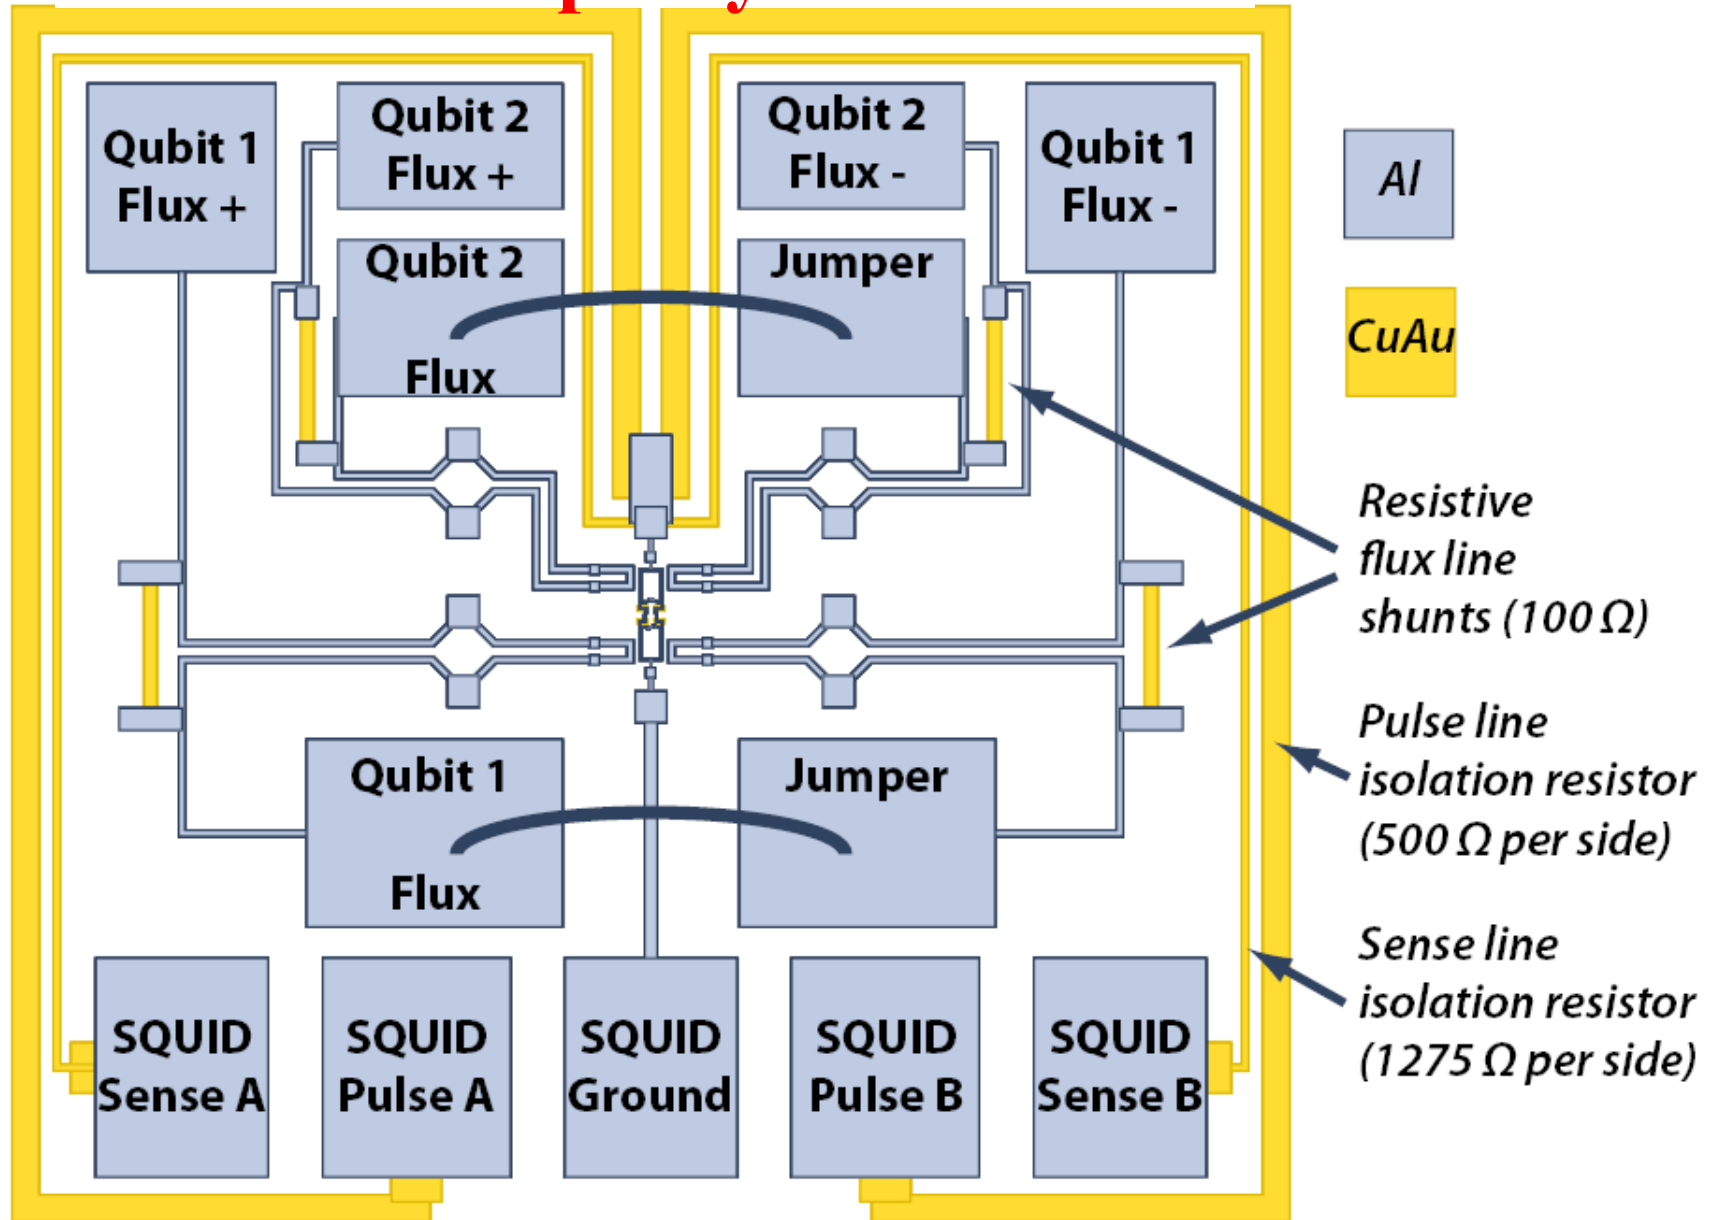 Qubit 1
Flux +
Qubit 2
Flux +
Qubit 2
Flux -
Qubit 1
Flux -
Al
Qubit 2
Flux
Jumper
CuAu
Resistive
flux line
shunts (100 Ω)
Qubit 1
Flux
Jumper
Pulse line
isolation resistor
(500 Ω per side)
Sense line
isolation resistor
(1275 Ω per side)
SQUID
Sense A
SQUID
Pulse A
SQUID
Ground
SQUID
Pulse B
SQUID
Sense B